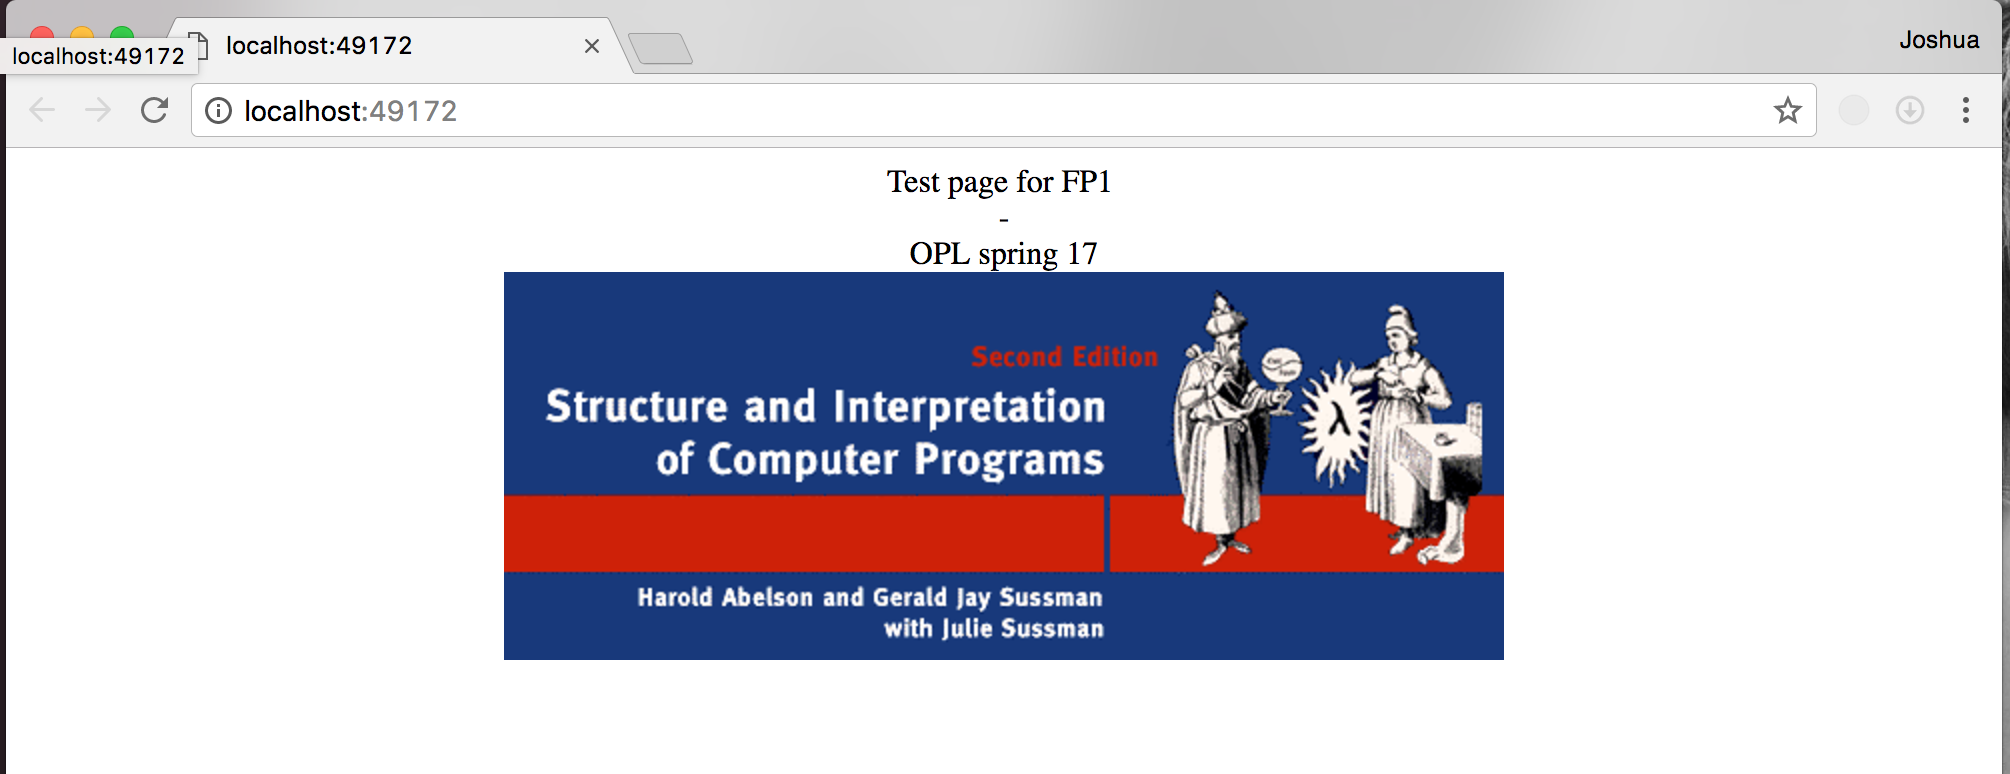 localhost:49172
Joshua
localhost:49172
localhost:49172
Test page for FP1
-
OPL spring 17
Second Edition
Structure and Interpretation
of Computer Programs
λ
Harold Abelson and Gerald Jay Sussman
with Julie Sussman